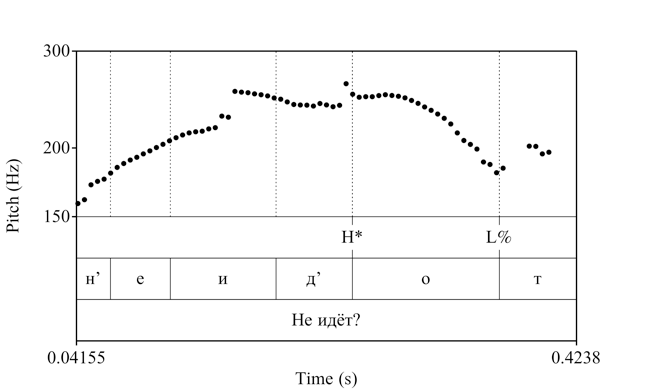 300
200
150
Pitch (Hz)
H* L%
н’ е и д’ о т
Не идёт?
0.04155 0.4238
Time (s)